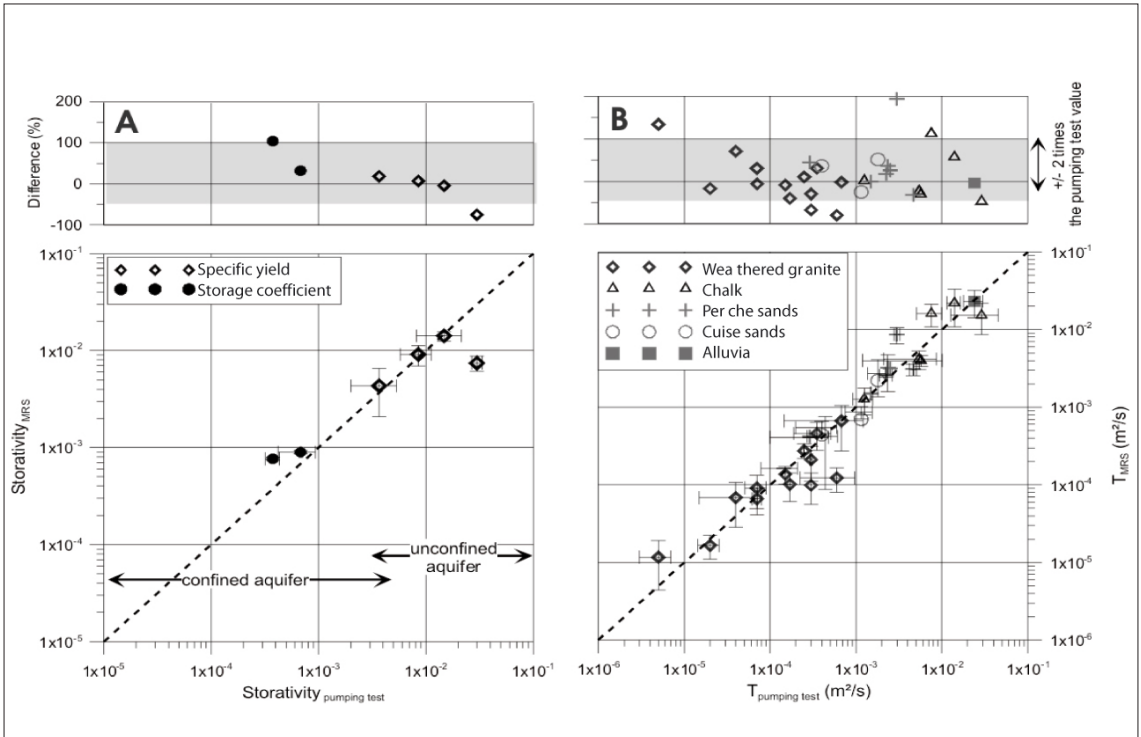 A
200
100
0
-100
Difference (%)
1x10⁻¹
1x10⁻²
1x10⁻³
1x10⁻⁴
1x10⁻⁵
Storativity MRS
Specific yield
Storage coefficient
confined aquifer
unconfined
aquifer
1x10⁻⁵ 1x10⁻⁴ 1x10⁻³ 1x10⁻² 1x10⁻¹
Storativity pumping test
B
+/- 2 times
the pumping test value
Wea thered gr anite
Chalk
Per che sands
Cuise sands
Alluvia
1x10⁻¹
1x10⁻²
1x10⁻³
1x10⁻⁴
1x10⁻⁵
1x10⁻⁶
T MRS (m²/s)
1x10⁻⁶ 1x10⁻⁵ 1x10⁻⁴ 1x10⁻³ 1x10⁻² 1x10⁻¹
T pumping test (m²/s)